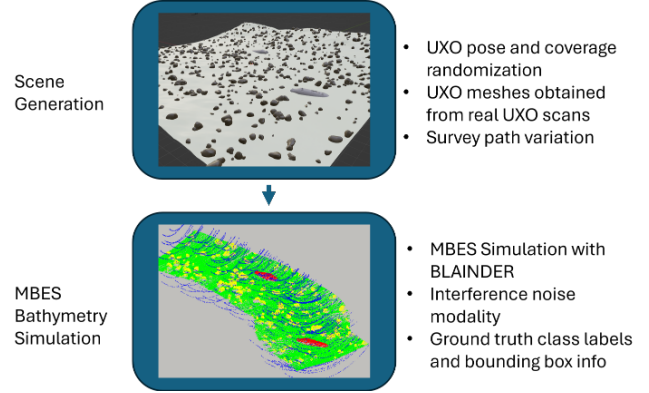 Scene
Generation
• UXO pose and coverage
randomization
• UXO meshes obtained
from real UXO scans
• Survey path variation
MBES
Bathymetry
Simulation
• MBES Simulation with
BLAINDER
• Interference noise
modality
• Ground truth class labels
and bounding box info